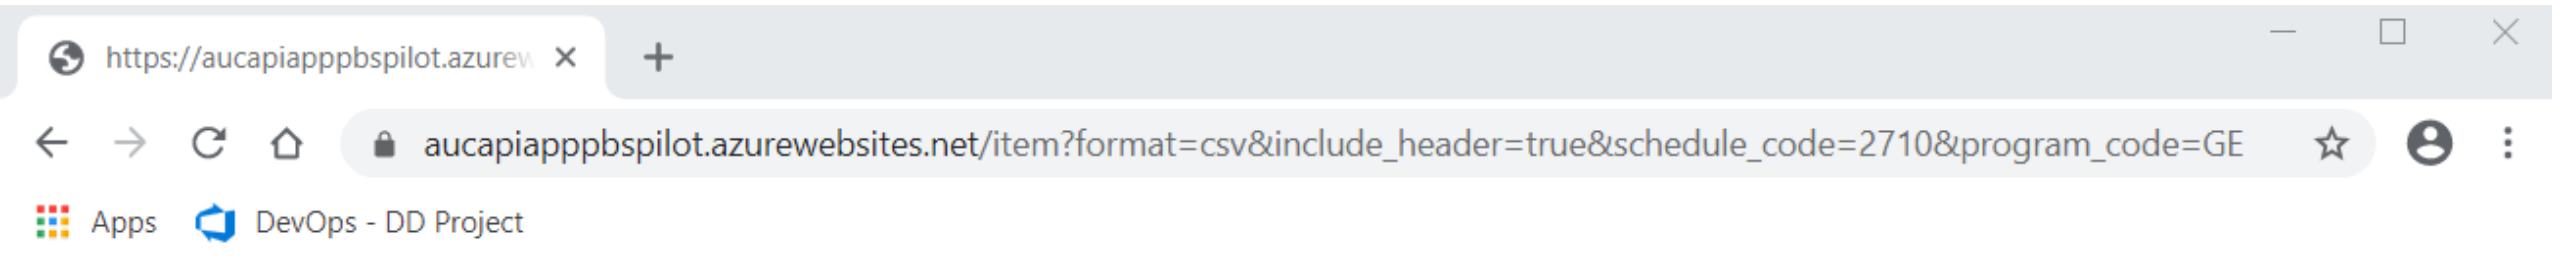 https://aucapiapppbspilot.azurew
aucapiapppbspilot.azurewebsites.net/item?format=csv&include_header=true&schedule_code=2710&program_code=GE
Apps DevOps - DD Project